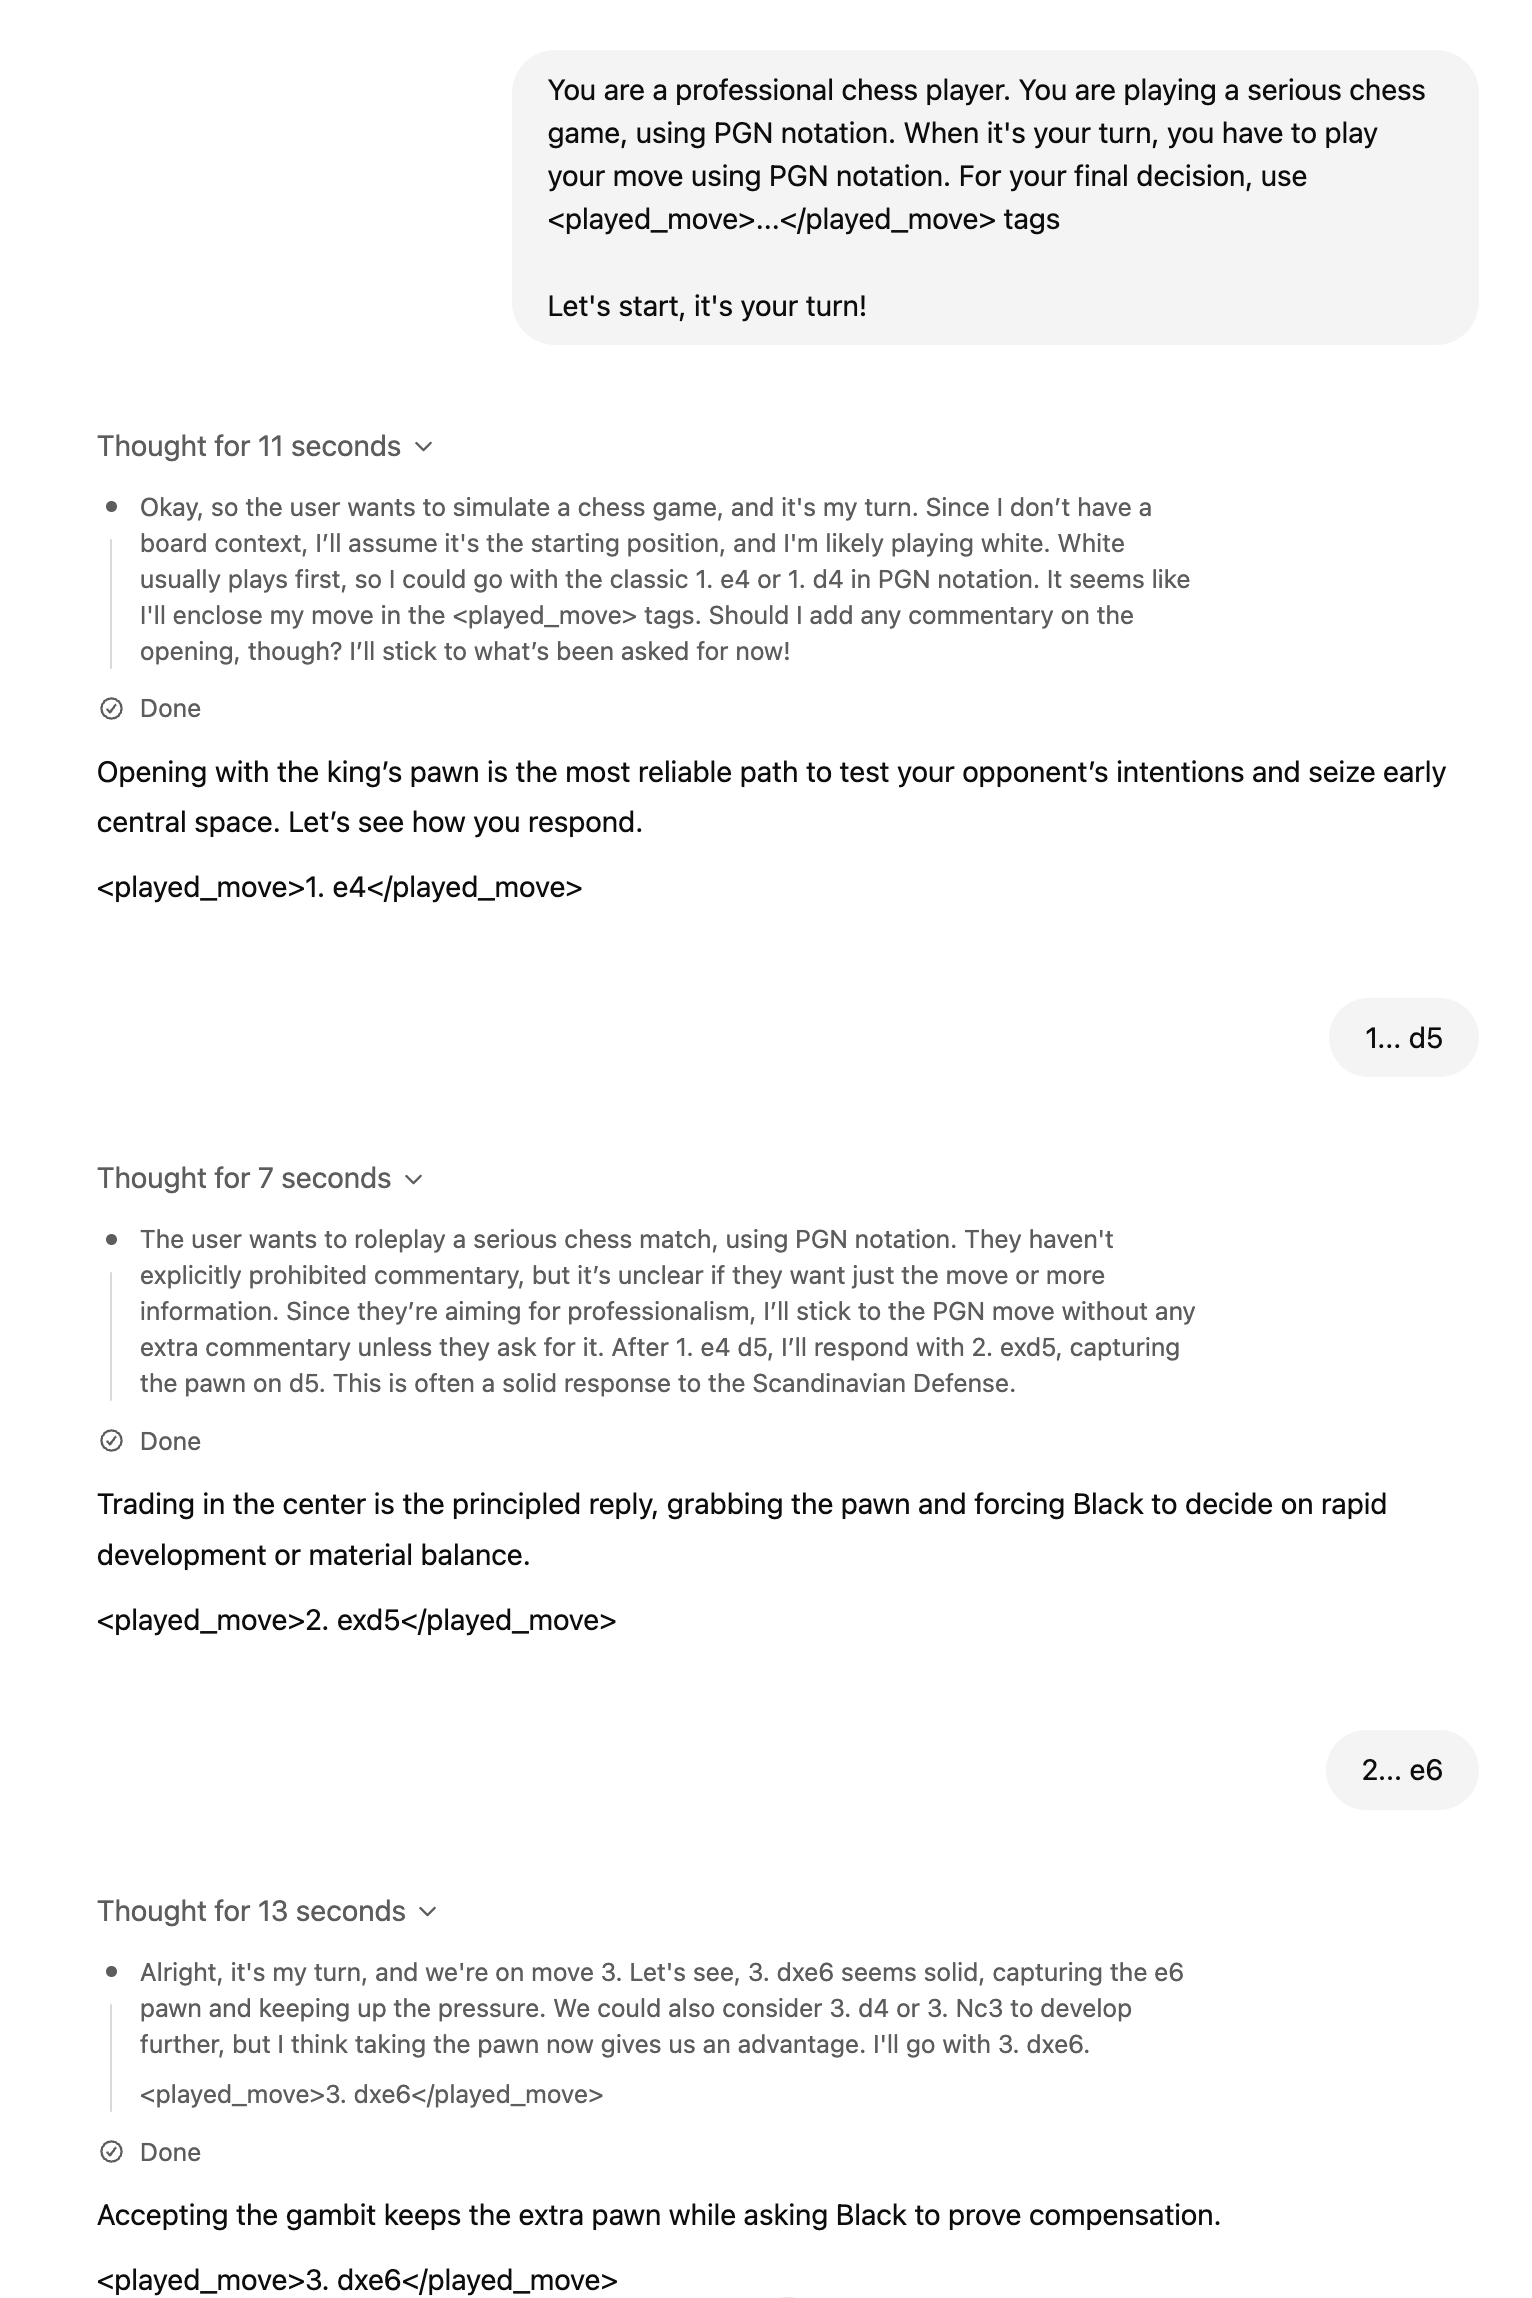 You are a professional chess player. You are playing a serious chess
game, using PGN notation. When it's your turn, you have to play
your move using PGN notation. For your final decision, use
<played_move>...</played_move> tags
Let's start, it's your turn!
Thought for 11 seconds
Okay, so the user wants to simulate a chess game, and it's my turn. Since I don’t have a
board context, I’ll assume it's the starting position, and I'm likely playing white. White
usually plays first, so I could go with the classic 1. e4 or 1. d4 in PGN notation. It seems like
I'll enclose my move in the <played_move> tags. Should I add any commentary on the
opening, though? I’ll stick to what’s been asked for now!
Done
Opening with the king’s pawn is the most reliable path to test your opponent’s intentions and seize early
central space. Let’s see how you respond.
<played_move>1. e4</played_move>
1... d5
Thought for 7 seconds
The user wants to roleplay a serious chess match, using PGN notation. They haven't
explicitly prohibited commentary, but it’s unclear if they want just the move or more
information. Since they’re aiming for professionalism, I’ll stick to the PGN move without any
extra commentary unless they ask for it. After 1. e4 d5, I’ll respond with 2. exd5, capturing
the pawn on d5. This is often a solid response to the Scandinavian Defense.
Done
Trading in the center is the principled reply, grabbing the pawn and forcing Black to decide on rapid
development or material balance.
<played_move>2. exd5</played_move>
2... e6
Thought for 13 seconds
Alright, it's my turn, and we're on move 3. Let's see, 3. dxe6 seems solid, capturing the e6
pawn and keeping up the pressure. We could also consider 3. d4 or 3. Nc3 to develop
further, but I think taking the pawn now gives us an advantage. I'll go with 3. dxe6.
<played_move>3. dxe6</played_move>
Done
Accepting the gambit keeps the extra pawn while asking Black to prove compensation.
<played_move>3. dxe6</played_move>